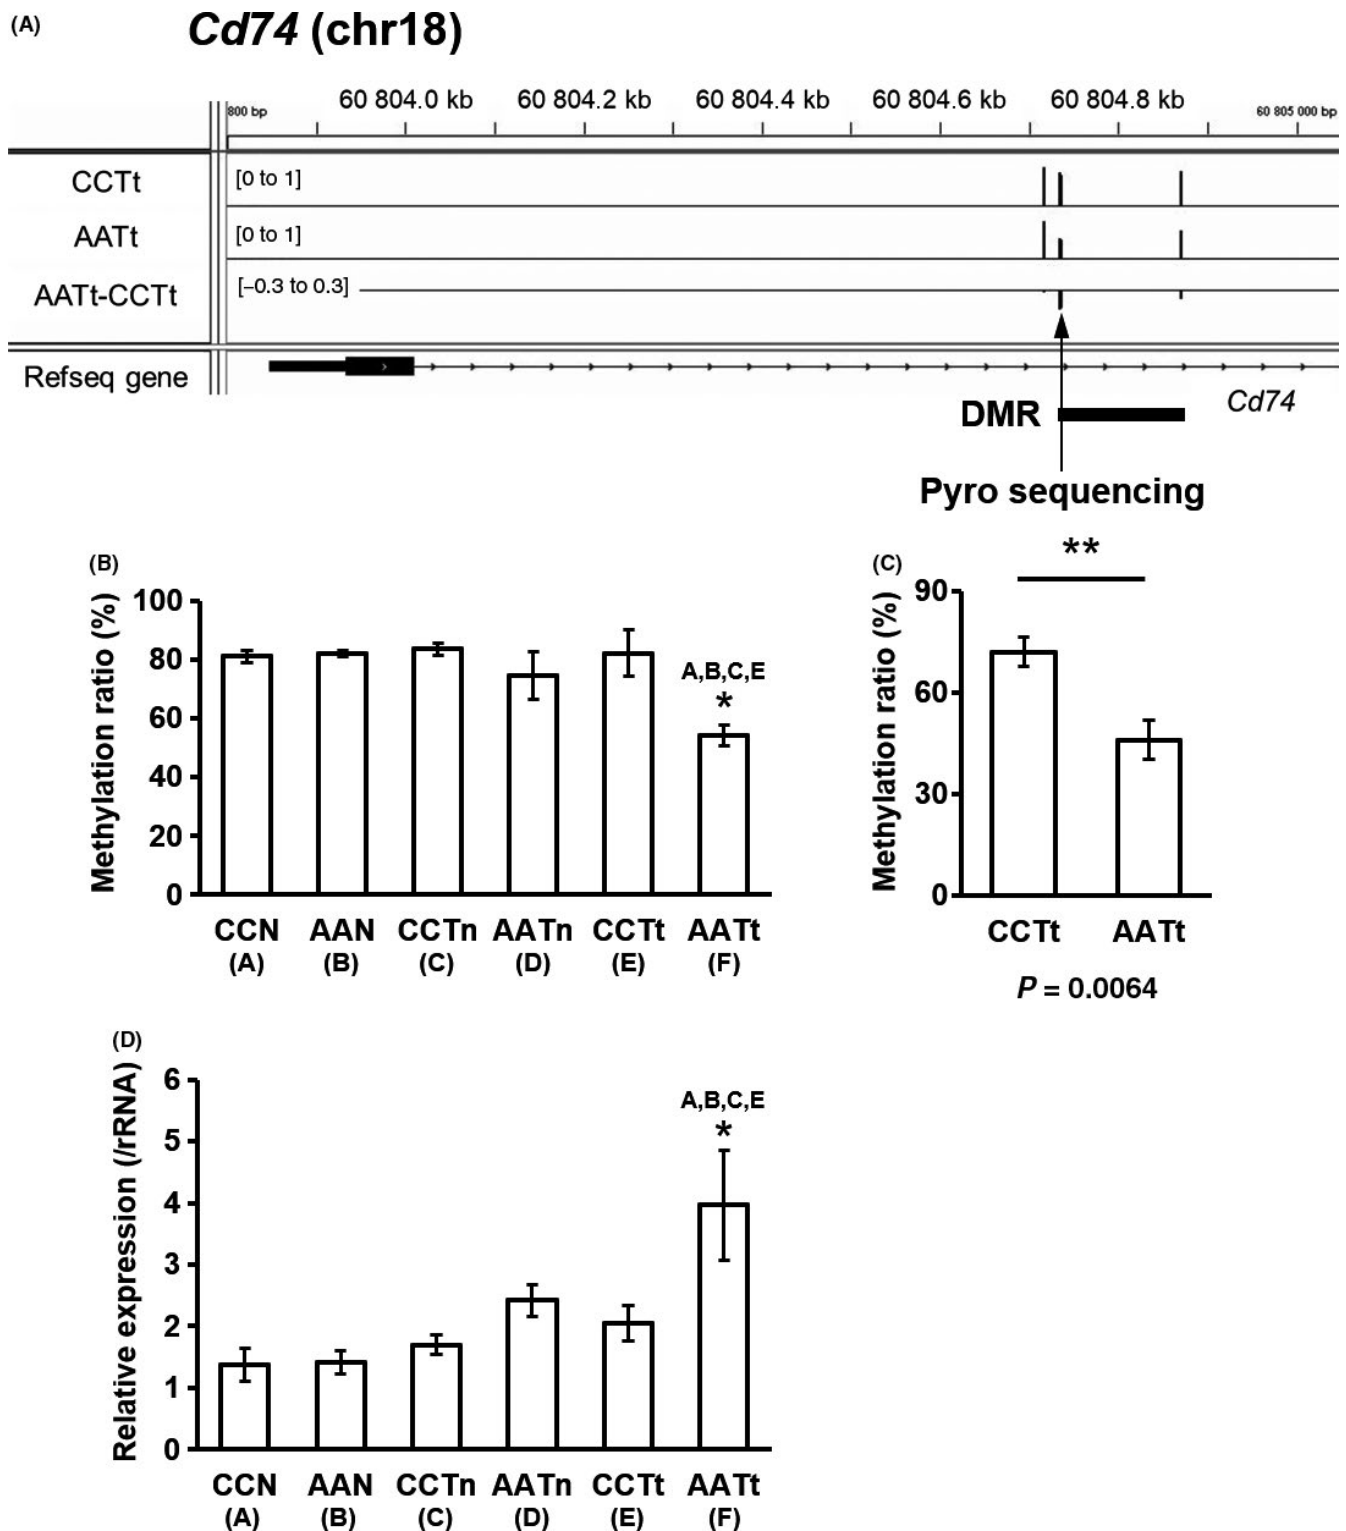 (A)
Cd74 (chr18)
800 bp
60 804.0 kb 60 804.2 kb 60 804.4 kb 60 804.6 kb 60 804.8 kb
60 805 000 bp
CCTt
[0 to 1]
AATt
[0 to 1]
AATt-CCTt
[−0.3 to 0.3]
Refseq gene
Cd74
DMR
Pyro sequencing
(B)
Methylation ratio (%)
100
80
60
40
20
0
A,B,C,E
*
CCN AAN CCTn AATn CCTt AATt
(A) (B) (C) (D) (E) (F)
(C)
**
Methylation ratio (%)
90
60
30
0
CCTt AATt
P = 0.0064
(D)
Relative expression (/rRNA)
6
5
4
3
2
1
0
A,B,C,E
*
CCN AAN CCTn AATn CCTt AATt
(A) (B) (C) (D) (E) (F)